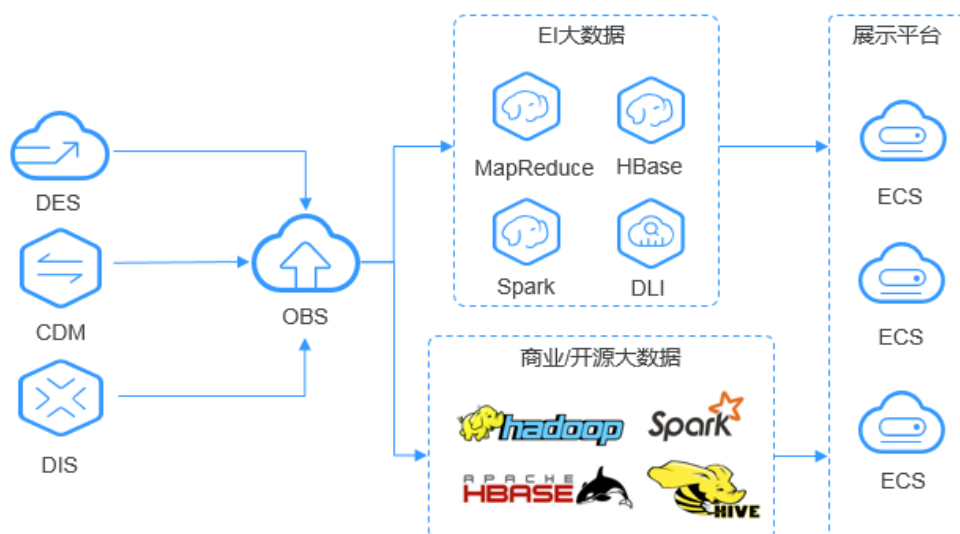 DES
CDM
DIS
OBS
EI大数据
MapReduce
HBase
Spark
DLI
商业/开源大数据
hadoop
Spark
APACHE
HBASE
HIVE
展示平台
ECS
ECS
ECS